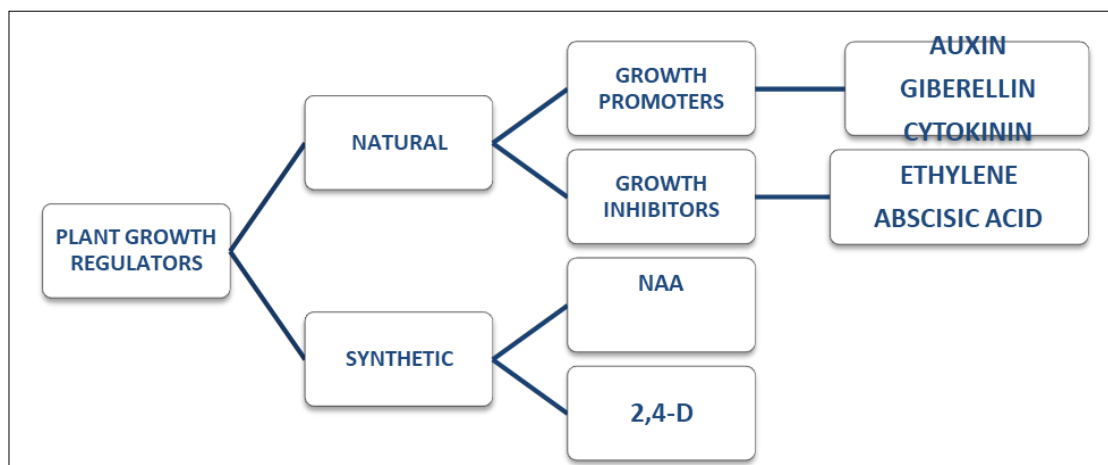 PLANT GROWTH
REGULATORS
NATURAL
GROWTH
PROMOTERS
AUXIN
GIBERELLIN
CYTOKININ
GROWTH
INHIBITORS
ETHYLENE
ABSCISIC ACID
SYNTHETIC
NAA
2,4-D